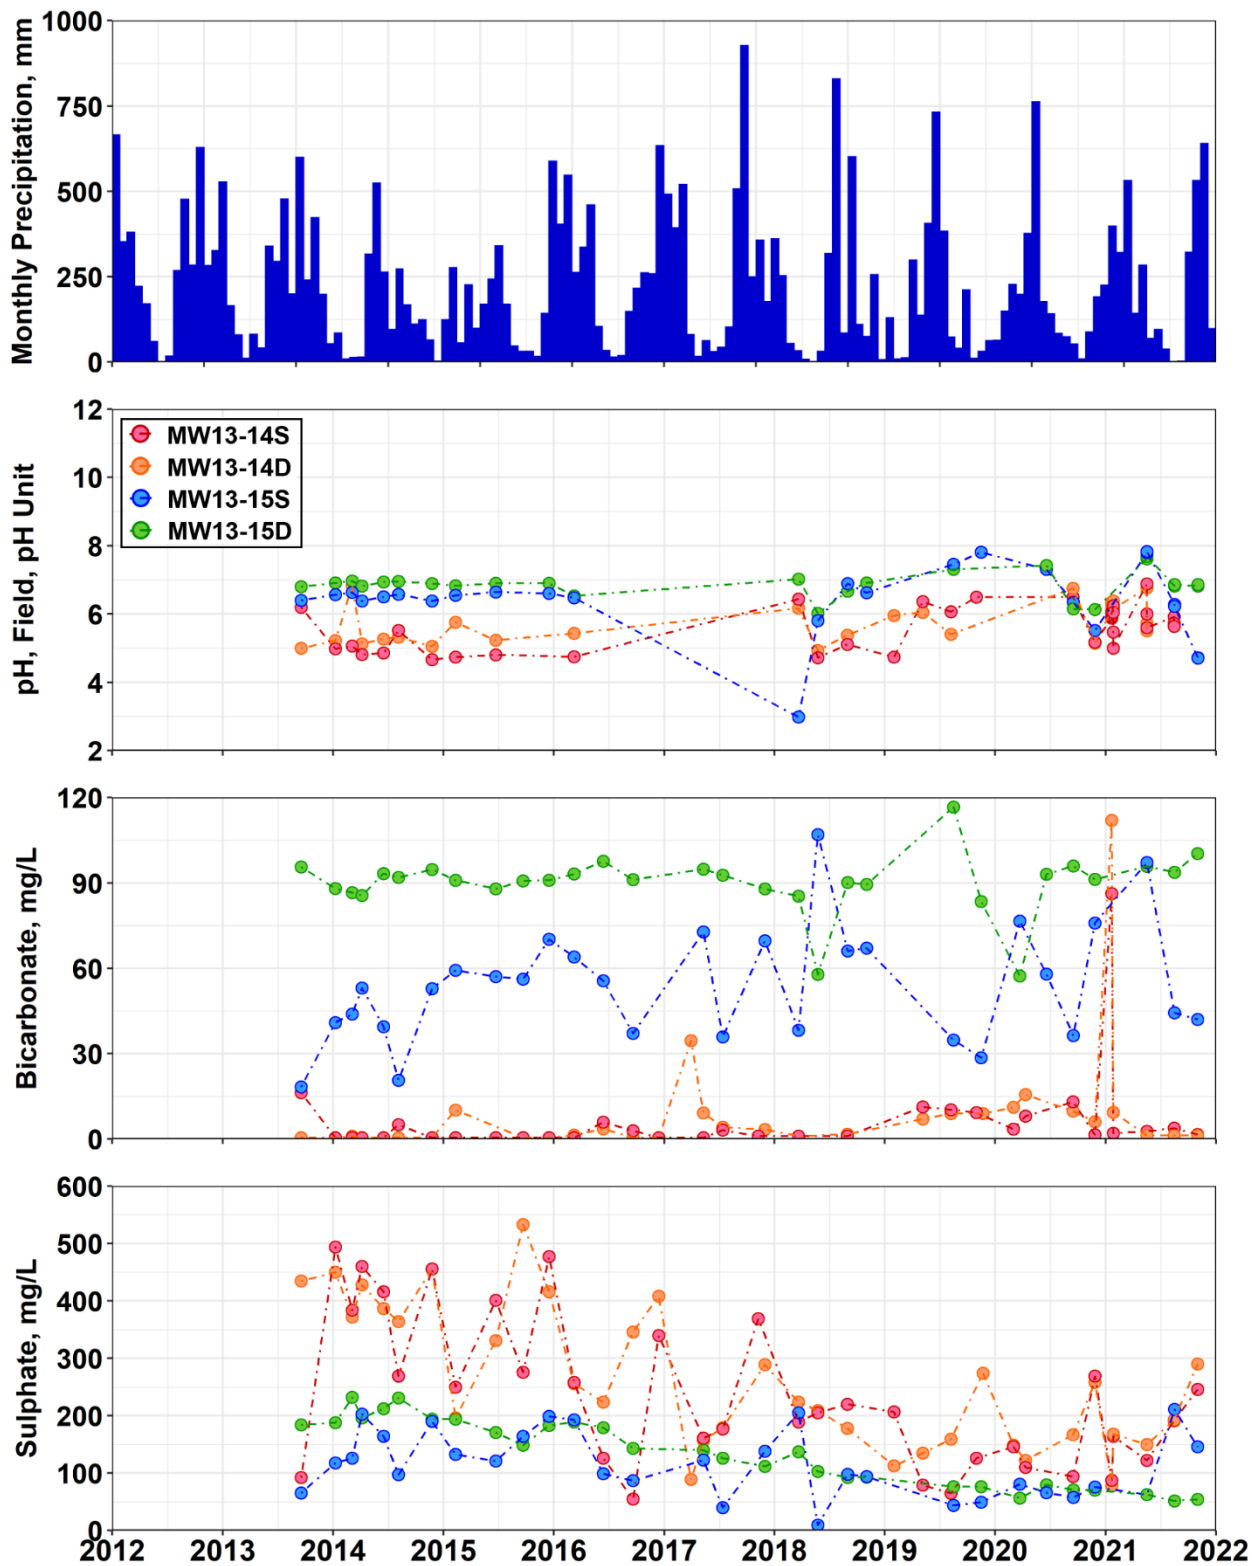 Monthly Precipitation, mm
1000
750
500
250
0
pH, Field, pH Unit
12
10
8
6
4
2
MW13-14S
MW13-14D
MW13-15S
MW13-15D
Bicarbonate, mg/L
120
90
60
30
0
Sulphate, mg/L
600
500
400
300
200
100
0
2012 2013 2014 2015 2016 2017 2018 2019 2020 2021 2022